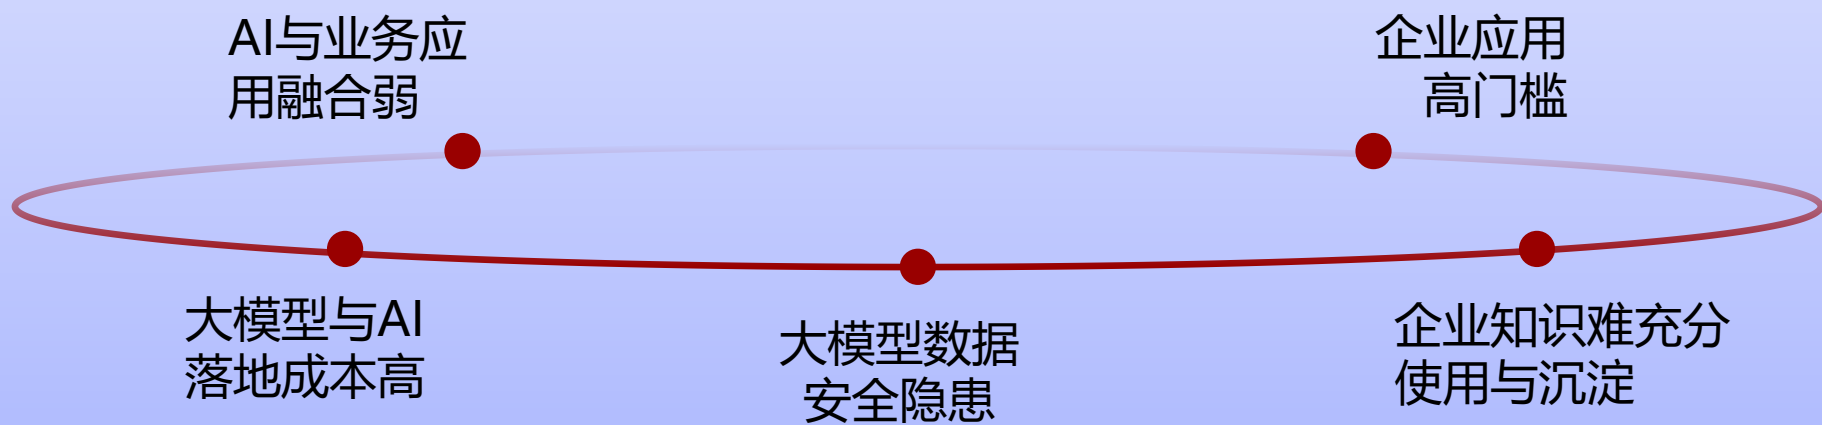 AI与业务应
用融合弱
企业应用
高门槛
大模型与AI
落地成本高
大模型数据
安全隐患
企业知识难充分
使用与沉淀